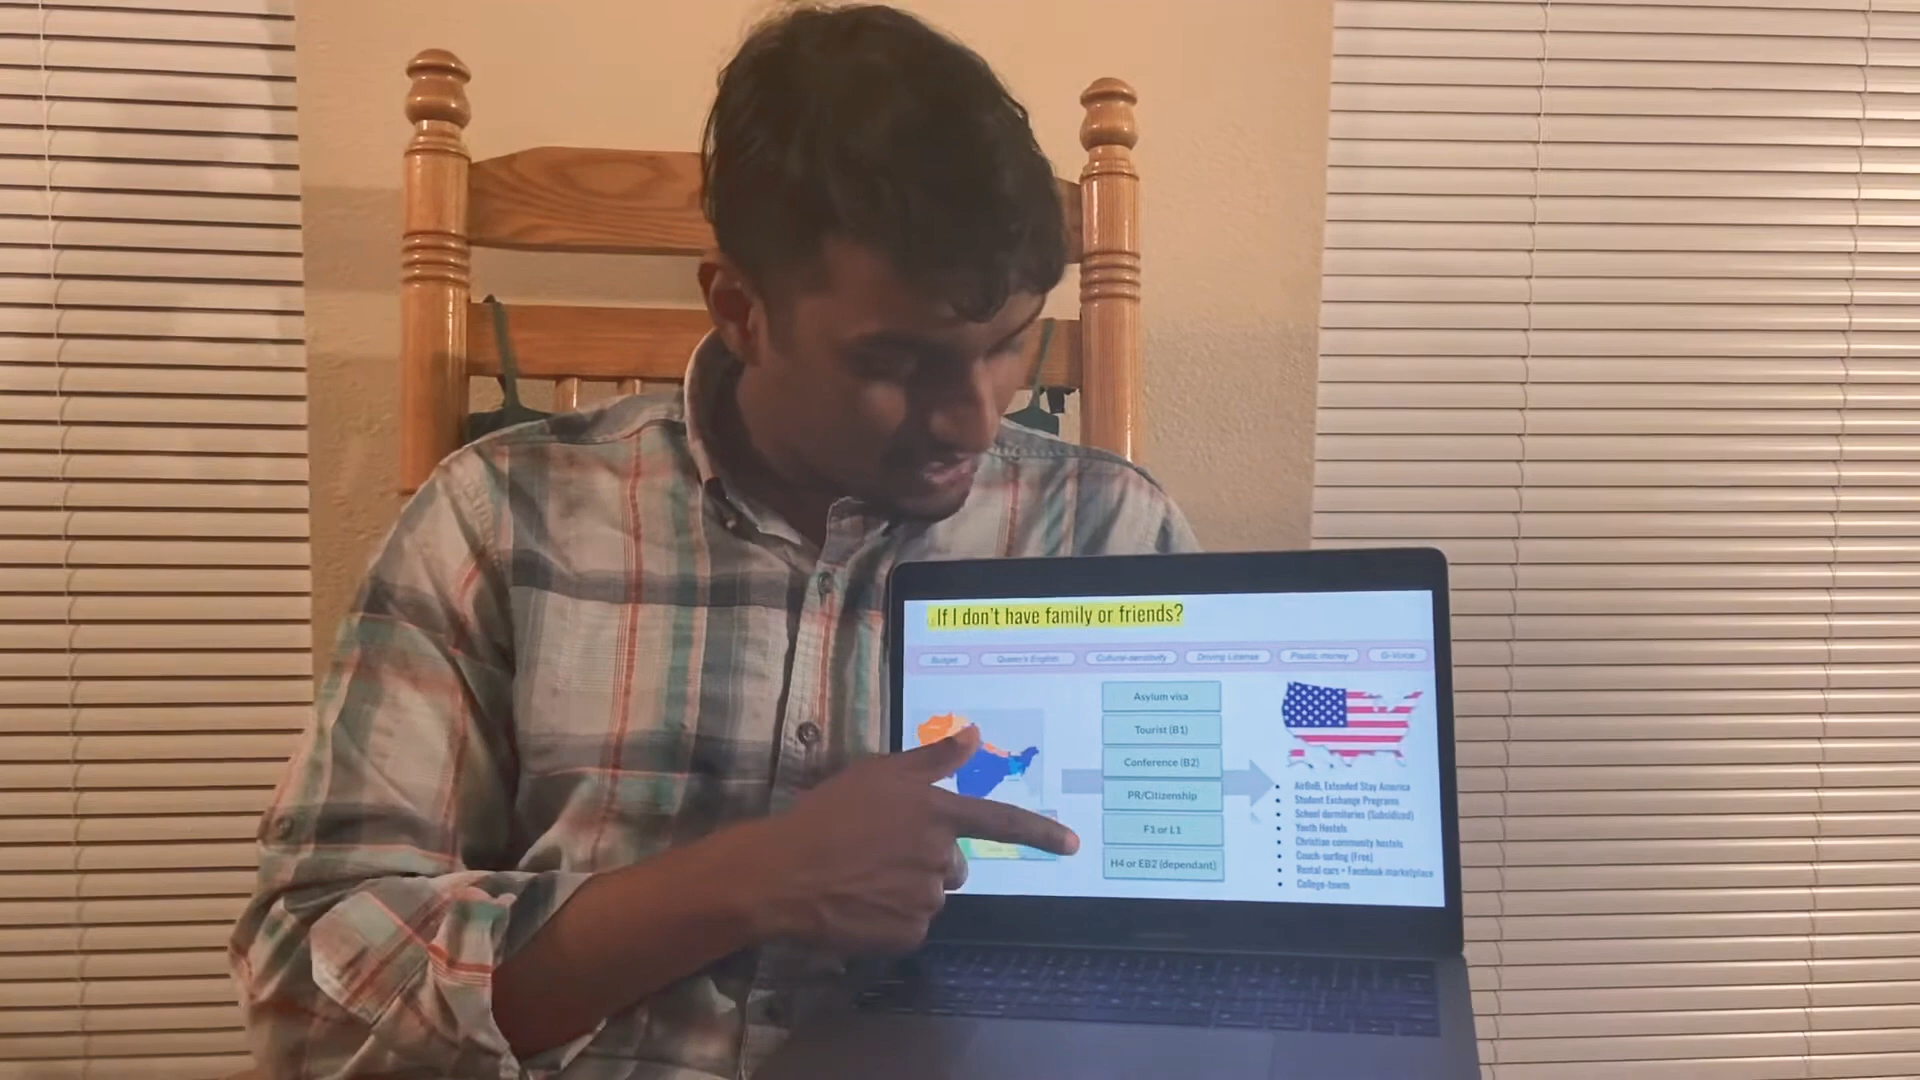 If I don't have family or friends?
Budget
Queen's English
Cultural-sensitivity
Driving License
Plastic money
G-Voice
Asylum visa
Tourist (B1)
Conference (B2)
PR/Citizenship
F1 or L1
H4 or EB2 (dependant)
AirBnB, Extended Stay America
Student Exchange Programs
School dormitories (Subsidized)
Youth Hostels
Christian community hostels
Couch-surfing (Free)
Rental cars + Facebook marketplace
College-towns